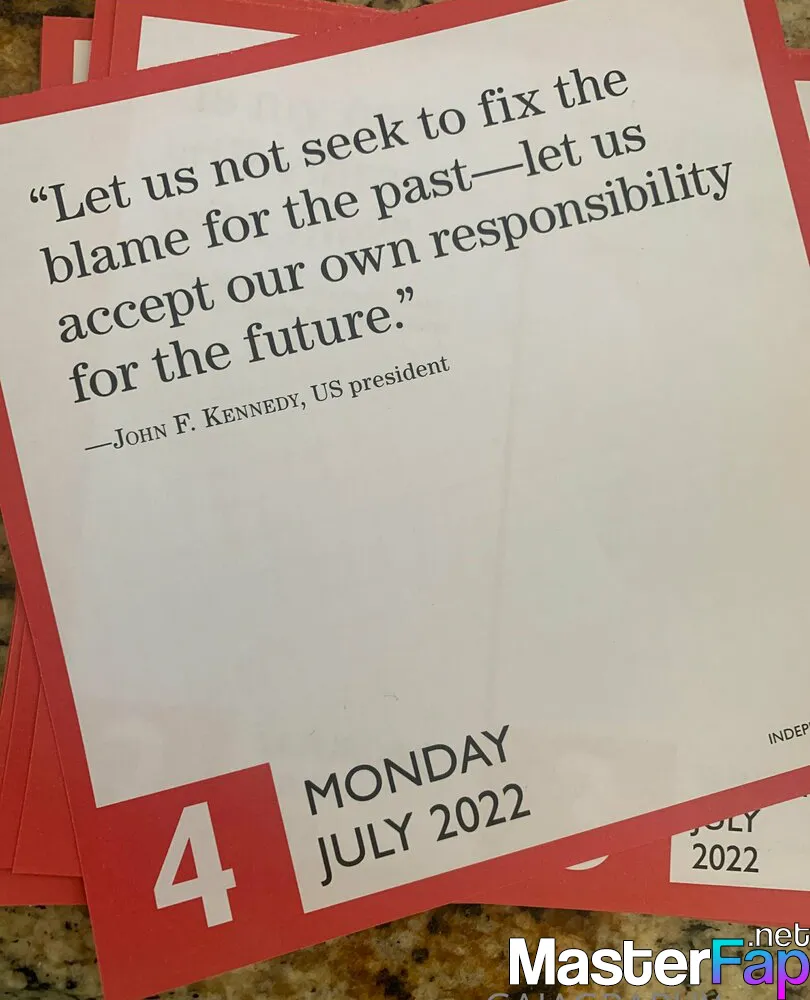 “Let us not seek to fix the
blame for the past—let us
accept our own responsibility
for the future.”
—John F. Kennedy, US president
MONDAY
JULY 2022
4
JULY
2022
MasterFap
.net